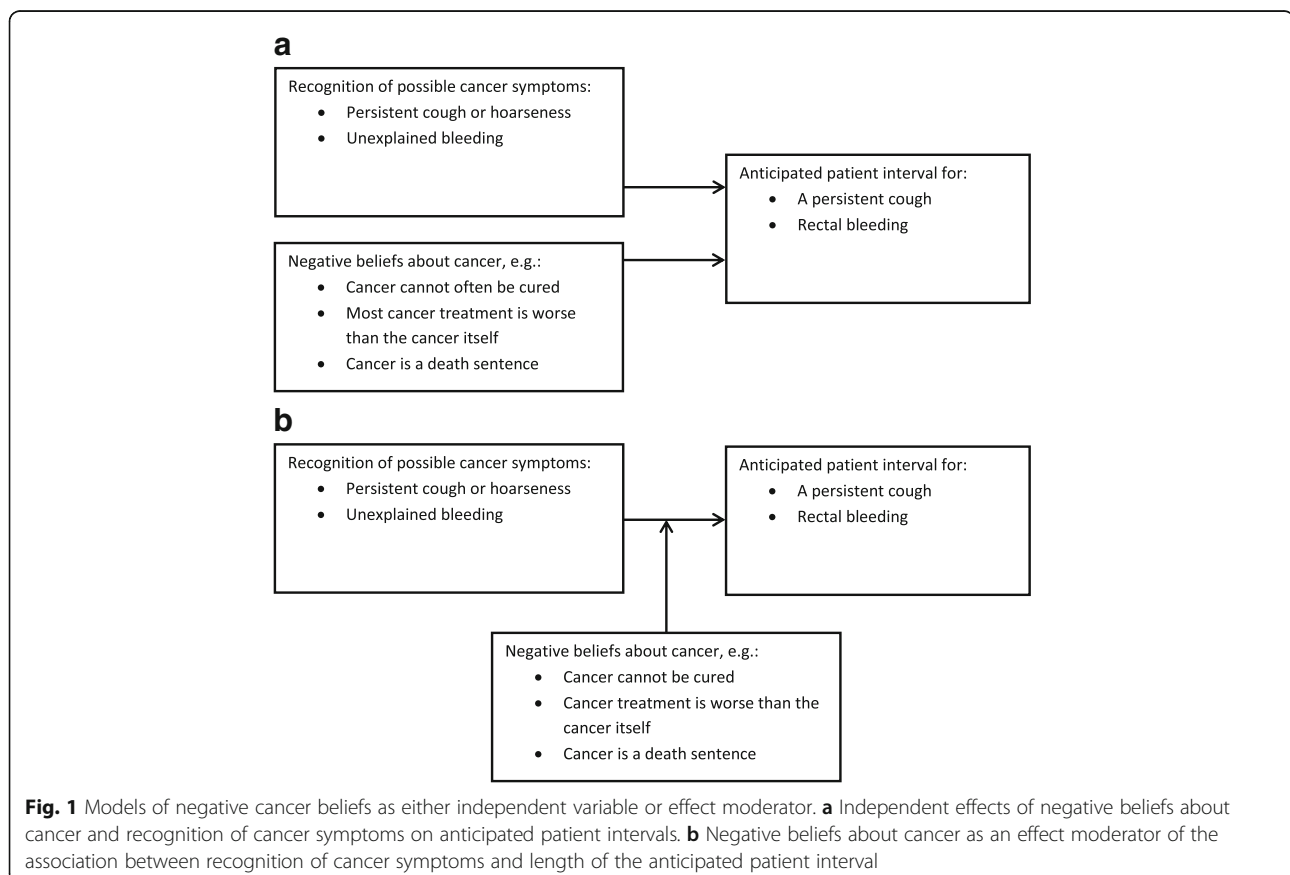 a
Recognition of possible cancer symptoms:
• Persistent cough or hoarseness
• Unexplained bleeding
Anticipated patient interval for:
• A persistent cough
• Rectal bleeding
Negative beliefs about cancer, e.g.:
• Cancer cannot often be cured
• Most cancer treatment is worse
than the cancer itself
• Cancer is a death sentence
b
Recognition of possible cancer symptoms:
• Persistent cough or hoarseness
• Unexplained bleeding
Anticipated patient interval for:
• A persistent cough
• Rectal bleeding
Negative beliefs about cancer, e.g.:
• Cancer cannot be cured
• Cancer treatment is worse than the
cancer itself
• Cancer is a death sentence
Fig. 1 Models of negative cancer beliefs as either independent variable or effect moderator. a Independent effects of negative beliefs about
cancer and recognition of cancer symptoms on anticipated patient intervals. b Negative beliefs about cancer as an effect moderator of the
association between recognition of cancer symptoms and length of the anticipated patient interval